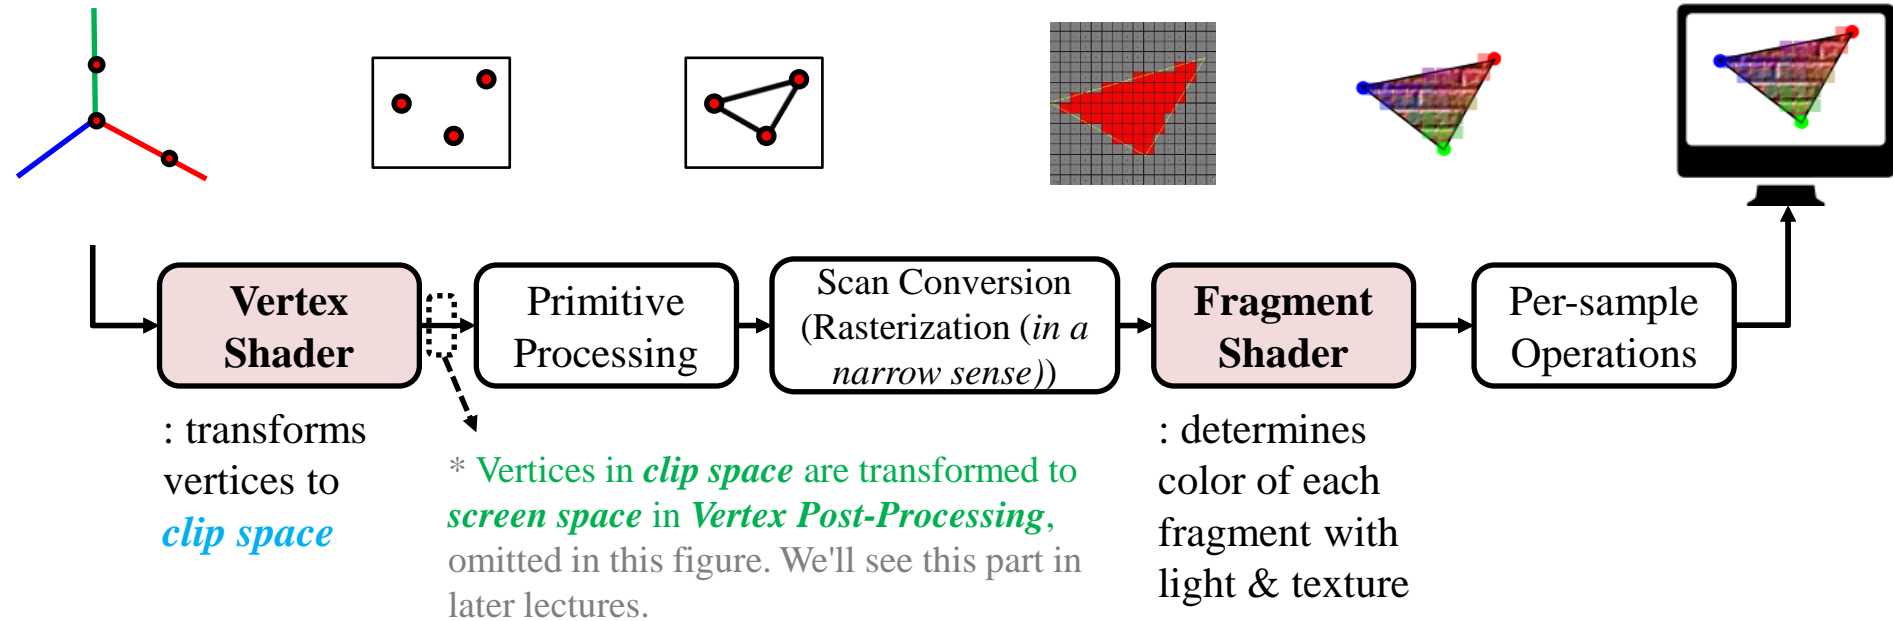 Vertex
Shader
Primitive
Processing
Scan Conversion
(Rasterization (in a
narrow sense))
Fragment
Shader
Per-sample
Operations
: transforms
vertices to
clip space
* Vertices in clip space are transformed to
screen space in Vertex Post-Processing,
omitted in this figure. We'll see this part in
later lectures.
: determines
color of each
fragment with
light & texture